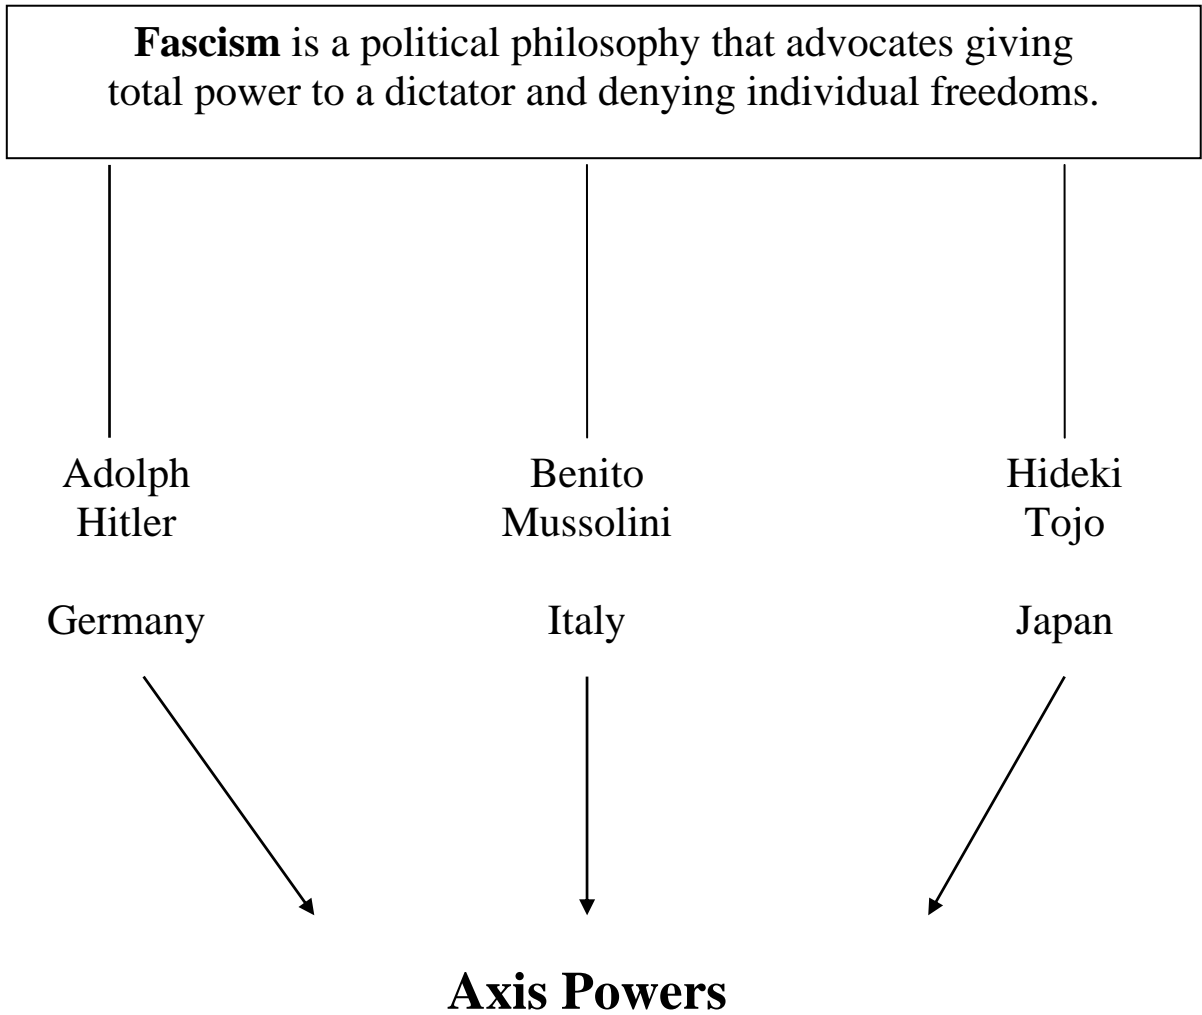 Fascism is a political philosophy that advocates giving
total power to a dictator and denying individual freedoms.
Adolph
Hitler
Benito
Mussolini
Hideki
Tojo
Germany
Italy
Japan
Axis Powers